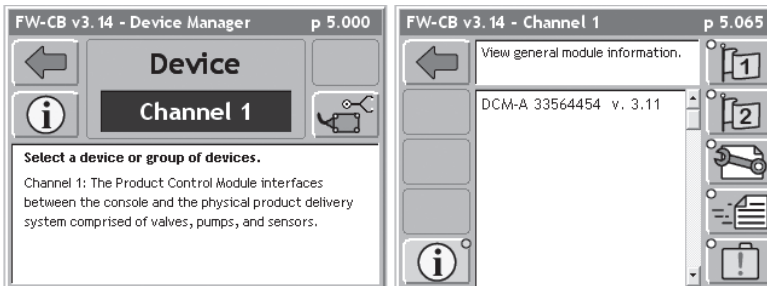 FW-CB v3.14 - Device Manager p 5.000
Device
Channel 1
i
Select a device or group of devices.
Channel 1: The Product Control Module interfaces
between the console and the physical product delivery
system comprised of valves, pumps, and sensors.
FW-CB v3.14 - Channel 1 p 5.065
View general module information.
1
DCM-A 33564454 v. 3.11
2
i
!